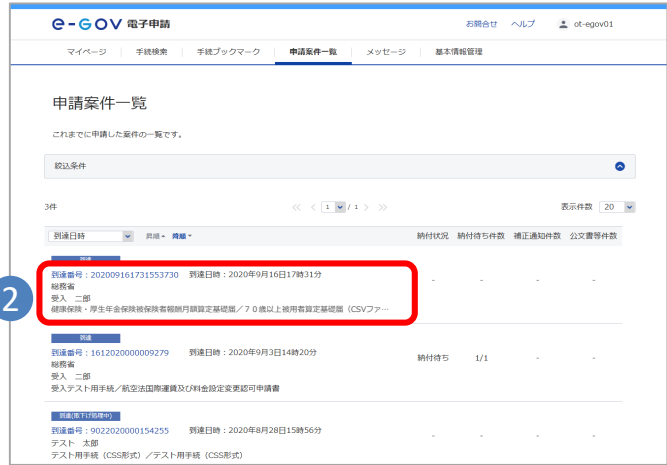 e-GOV 電子申請
お問合せ ヘルプ ot-egov01
マイページ 手続検索 手続ブックマーク 申請案件一覧 メッセージ 基本情報管理
申請案件一覧
これまでに申請した案件の一覧です。
絞込条件
3件 << < 1 / 1 > >> 表示件数 20
到達日時 昇順 降順 納付状況 納付待ち件数 補正通知件数 公文書等件数
到達
2
到達番号:202009161731553730 到達日時:2020年9月16日17時31分
総務省
受入 二郎
健康保険・厚生年金保険被保険者報酬月額算定基礎届/70歳以上被用者算定基礎届(CSVファ…
- - - -
到達
到達番号:1612020000009279 到達日時:2020年9月3日14時20分
総務省
受入 二郎
受入テスト用手続/航空法国際運賃及び料金設定変更認可申請書
納付待ち 1/1 - -
到達(取下げ処理中)
到達番号:9022020000154255 到達日時:2020年8月28日15時56分
テスト 太郎
テスト用手続(CSS形式)/テスト用手続(CSS形式)
- - - -